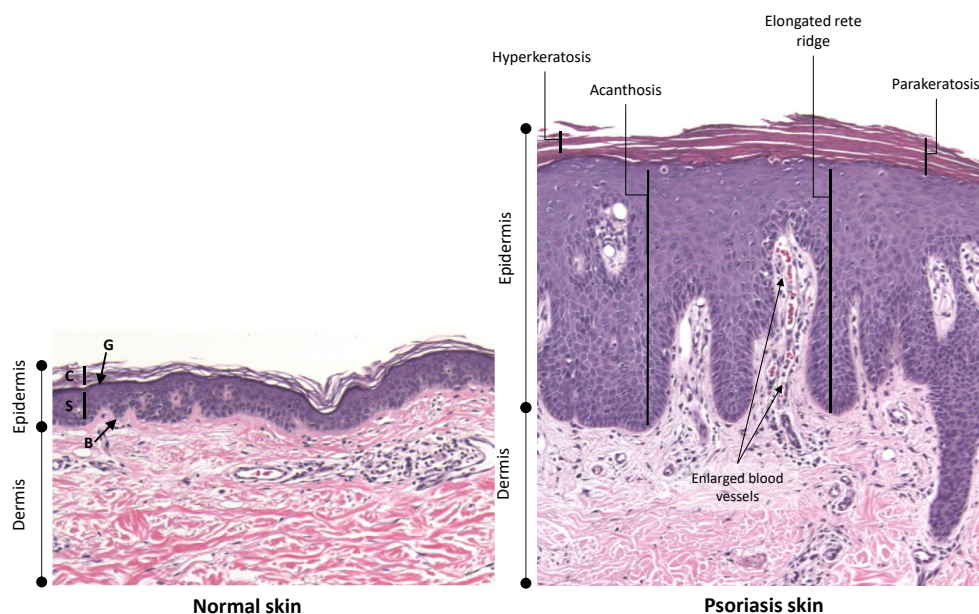 Elongated rete
ridge
Hyperkeratosis
Acanthosis
Parakeratosis
Epidermis
G
C
S
B
Epidermis
Dermis
Dermis
Enlarged blood
vessels
Normal skin
Psoriasis skin